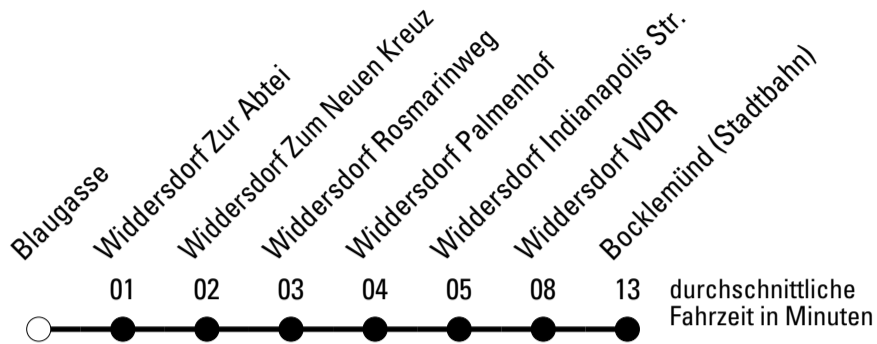 Blaugasse
Widdersdorf Zur Abtei
Widdersdorf Zum Neuen Kreuz
Widdersdorf Rosmarinweg
Widdersdorf Palmenhof
Widdersdorf Indianapolis Str.
Widdersdorf WDR
Bocklemünd (Stadtbahn)
01 02 03 04 05 08 13
durchschnittliche
Fahrzeit in Minuten